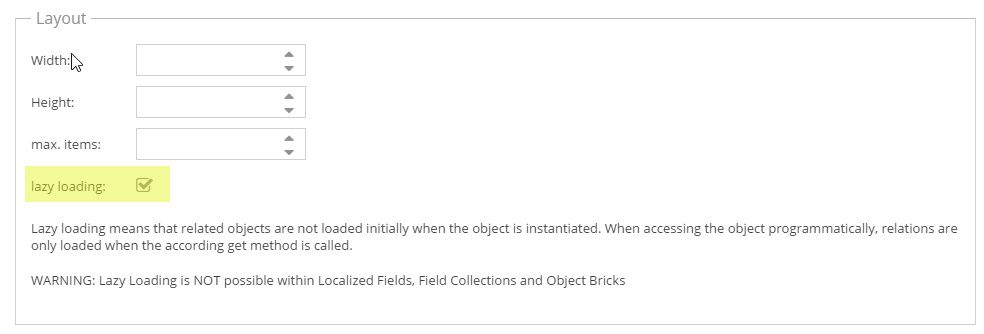 Layout
Width:
Height:
max. items:
lazy loading:
Lazy loading means that related objects are not loaded initially when the object is instantiated. When accessing the object programmatically, relations are
only loaded when the according get method is called.
WARNING: Lazy Loading is NOT possible within Localized Fields, Field Collections and Object Bricks